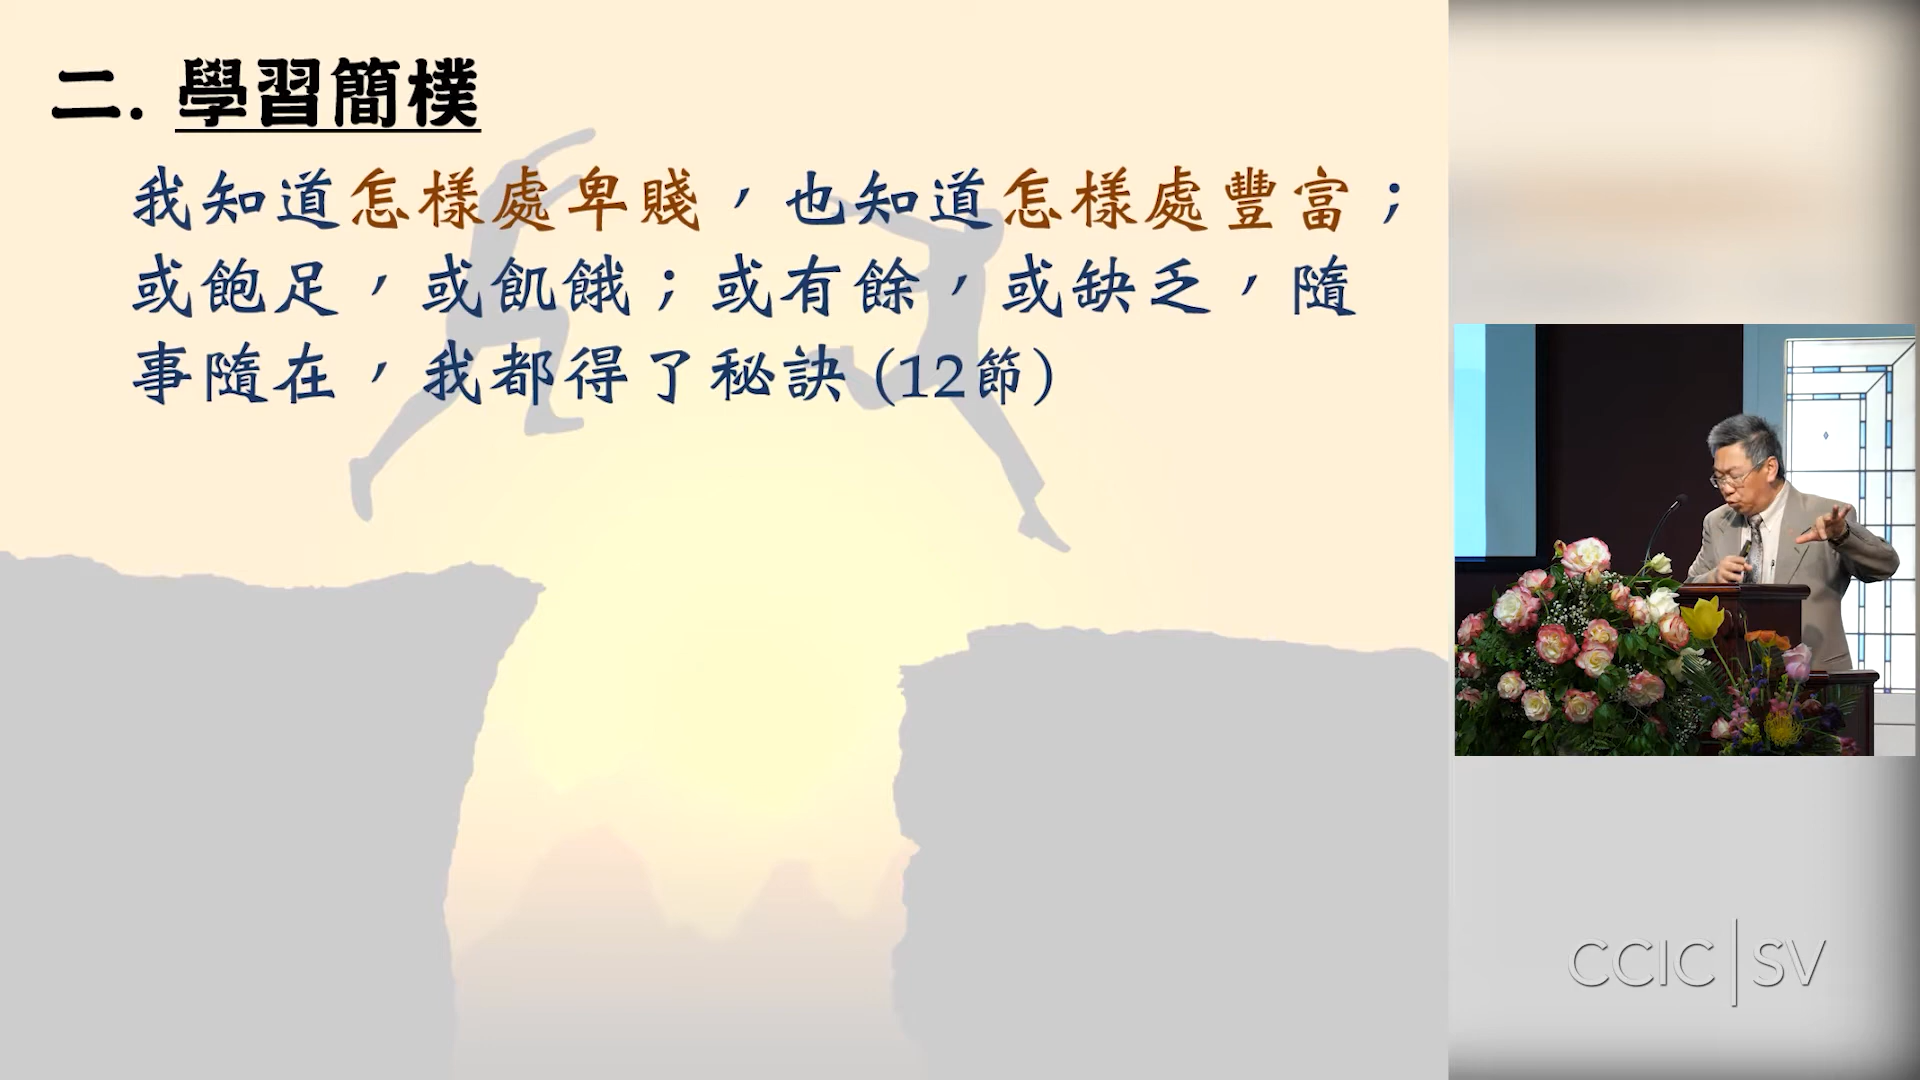 二. 學習簡樸
我知道怎樣處卑賤，也知道怎樣處豐富；
或飽足，或飢餓；或有餘，或缺乏，隨
事隨在，我都得了秘訣 (12節)
CCIC|SV